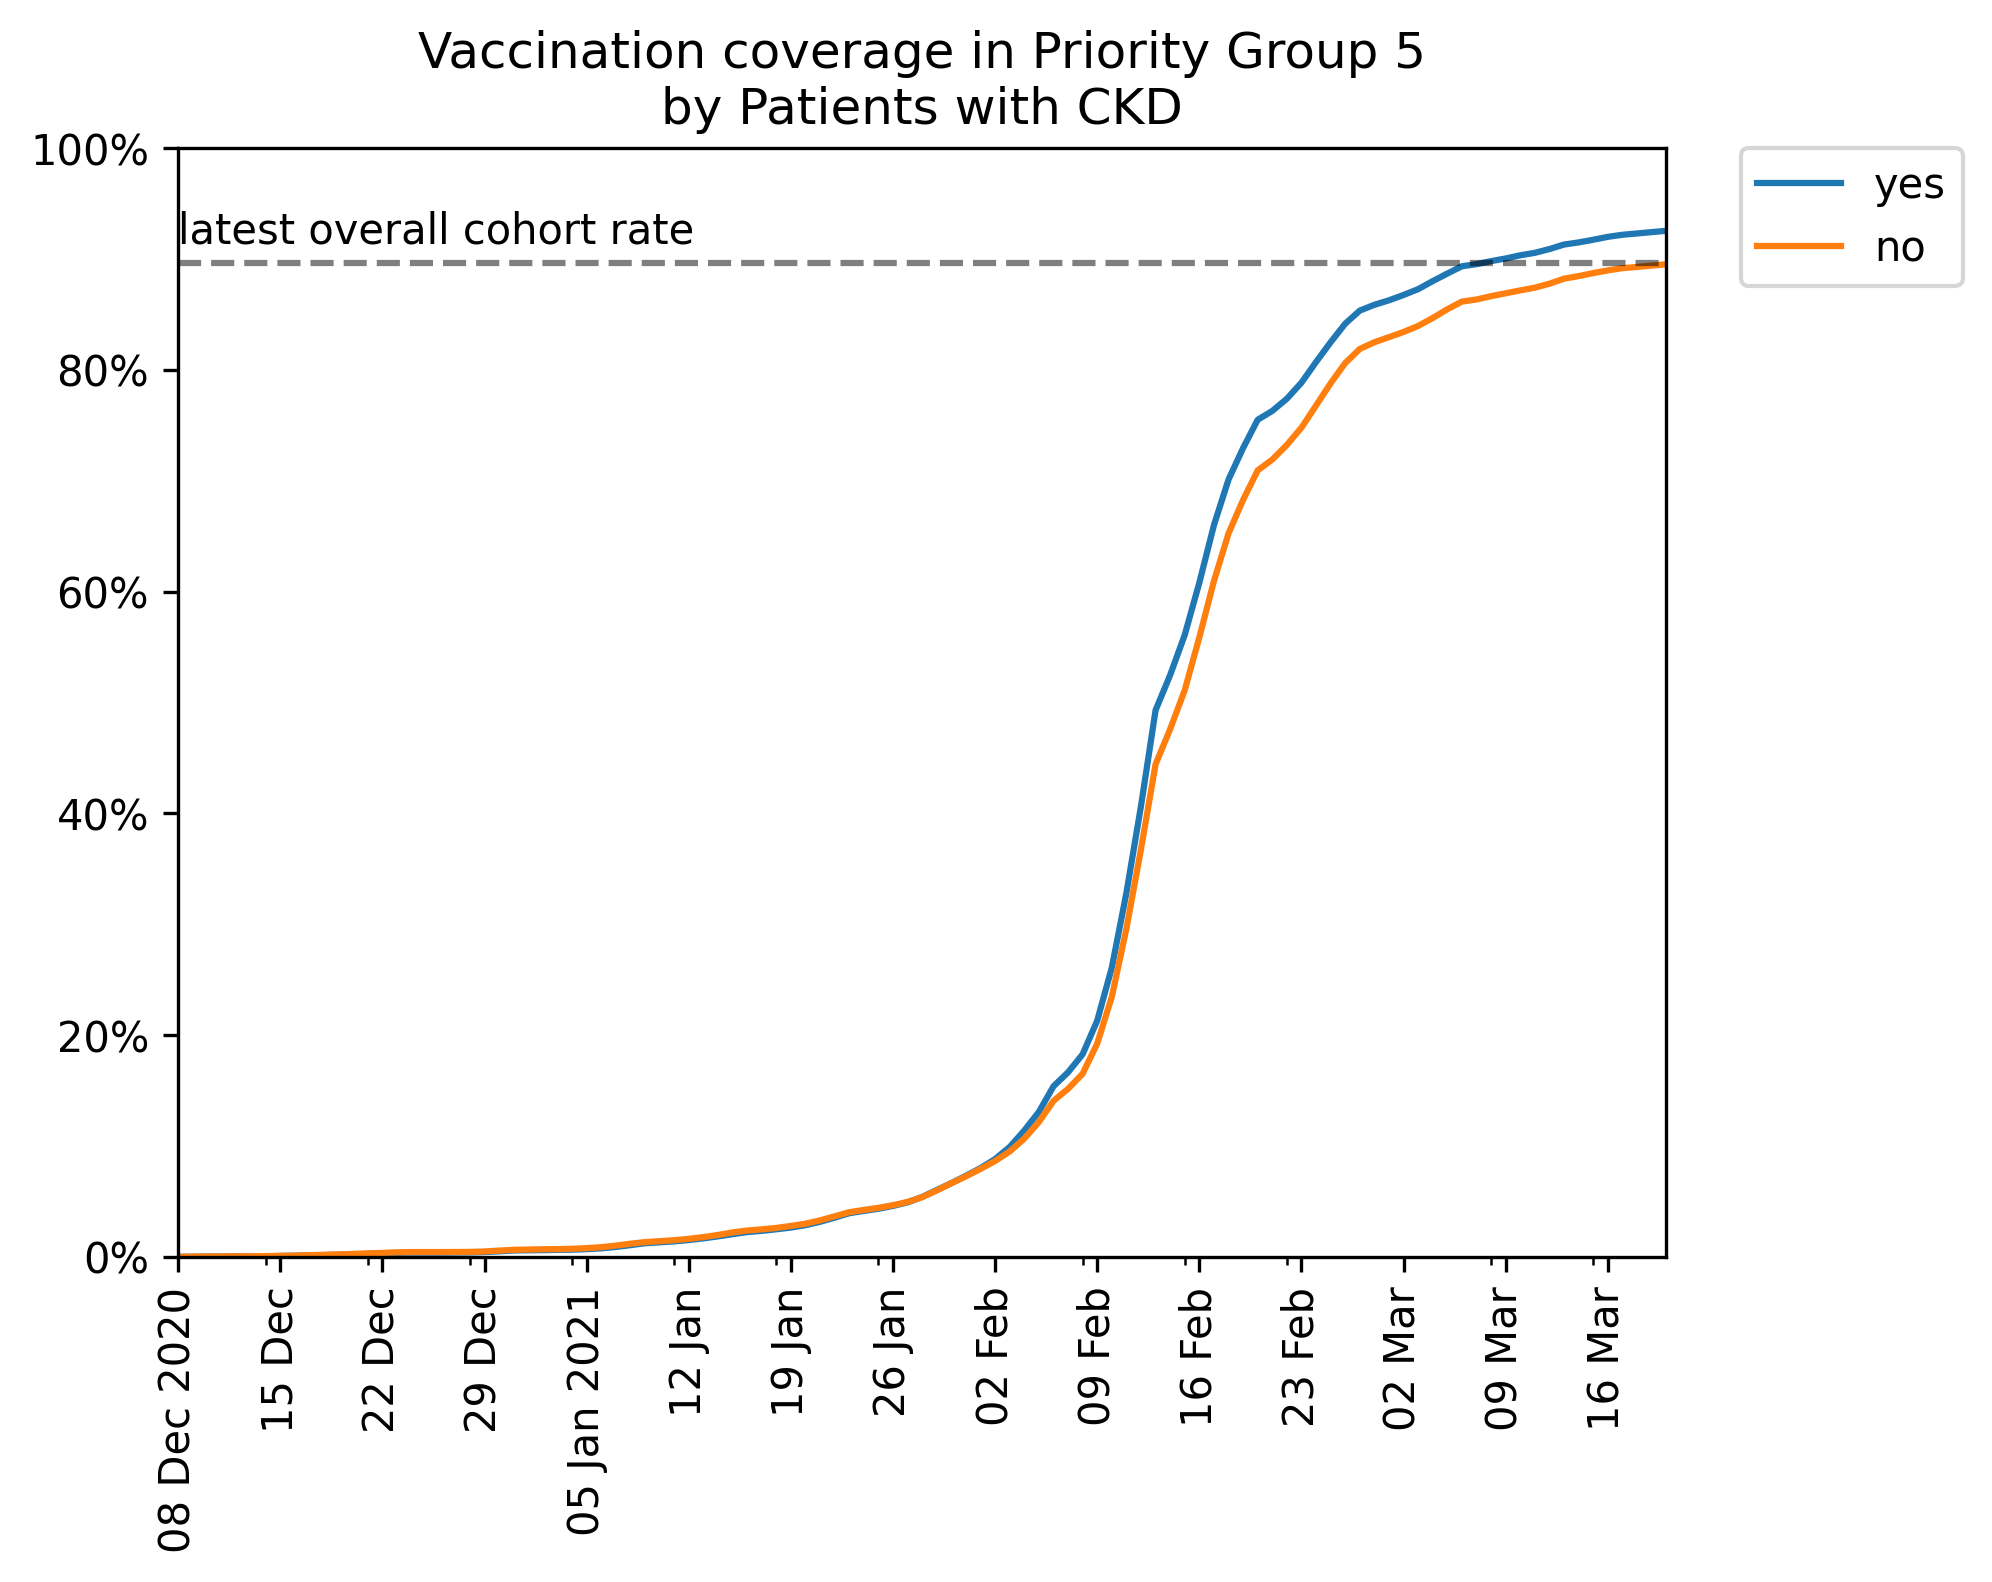 Vaccination coverage in Priority Group 5
by Patients with CKD
100%
80%
60%
40%
20%
0%
latest overall cohort rate
yes
no
08 Dec 2020
15 Dec
22 Dec
29 Dec
05 Jan 2021
12 Jan
19 Jan
26 Jan
02 Feb
09 Feb
16 Feb
23 Feb
02 Mar
09 Mar
16 Mar